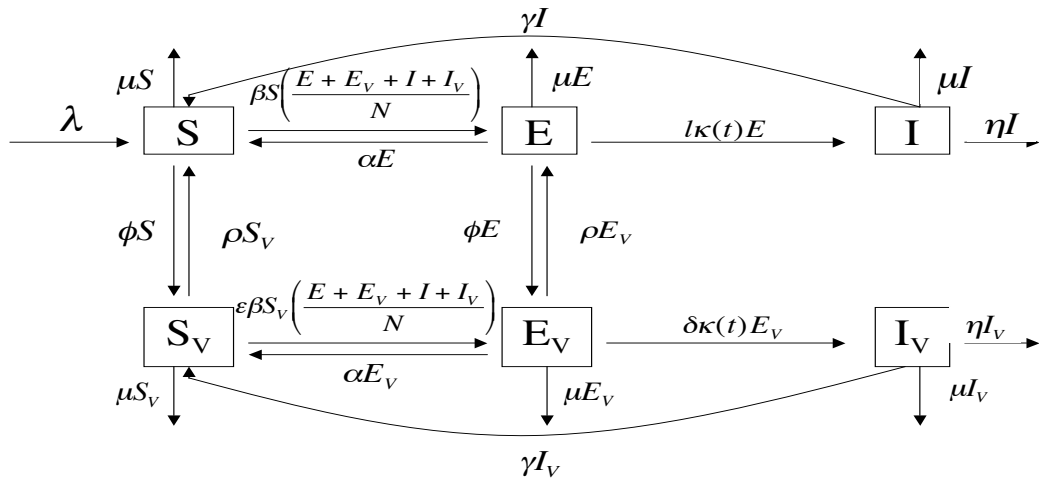 γI
μS
βS(E + E_V + I + I_V / N)
μE
μI
λ
S
E
lκ(t)E
I
ηI
αE
ϕS
ρS_V
ϕE
ρE_V
εβS_V(E + E_V + I + I_V / N)
S_V
E_V
δκ(t)E_V
I_V
ηI_V
αE_V
μS_V
μE_V
μI_V
γI_V